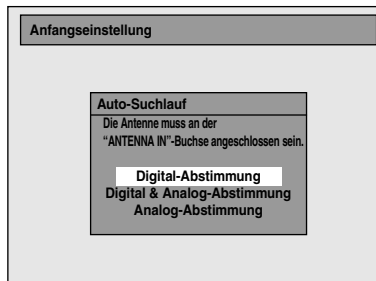 Anfangseinstellung
Auto-Suchlauf
Die Antenne muss an der
“ANTENNA IN”-Buchse angeschlossen sein.
Digital-Abstimmung
Digital & Analog-Abstimmung
Analog-Abstimmung